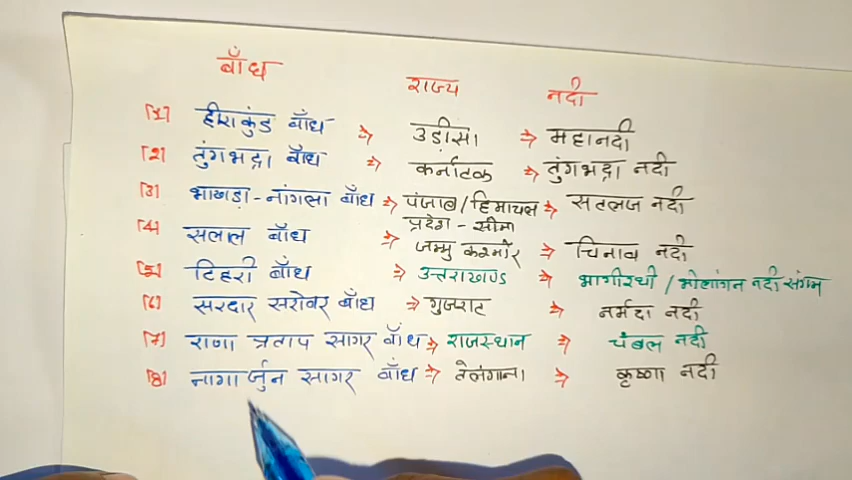 बाँध राज्य नदी
[1] हीराकुंड बाँध → उड़ीसा → महानदी
[2] तुंगभद्रा बाँध → कर्नाटक → तुंगभद्रा नदी
[3] भाखड़ा-नांगला बाँध → पंजाब/हिमाचल → सतलज नदी
प्रदेश - सीमा
[4] सलाल बाँध → जम्मु कश्मीर → चिनाव नदी
[5] टिहरी बाँध → उत्तराखण्ड → भागीरथी / भीलांगन नदी संगम
[6] सरदार सरोवर बाँध → गुजराट → नर्मदा नदी
[7] राणा प्रताप सागर बाँध → राजस्थान → चंबल नदी
[8] नागार्जुन सागर बाँध → तेलंगाना → कृष्णा नदी